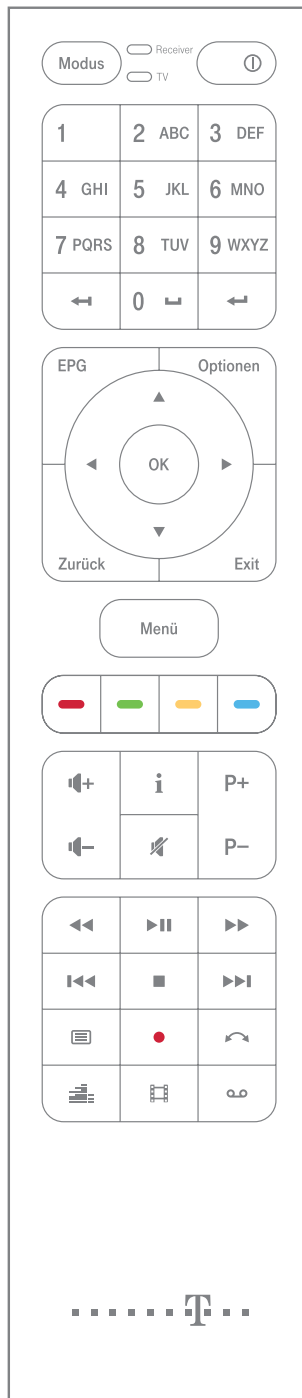 Modus
Receiver
TV
1
2 ABC
3 DEF
4 GHI
5 JKL
6 MNO
7 PQRS
8 TUV
9 WXYZ
0
EPG
Optionen
OK
Zurück
Exit
Menü
+
i
P+
–
P–
T